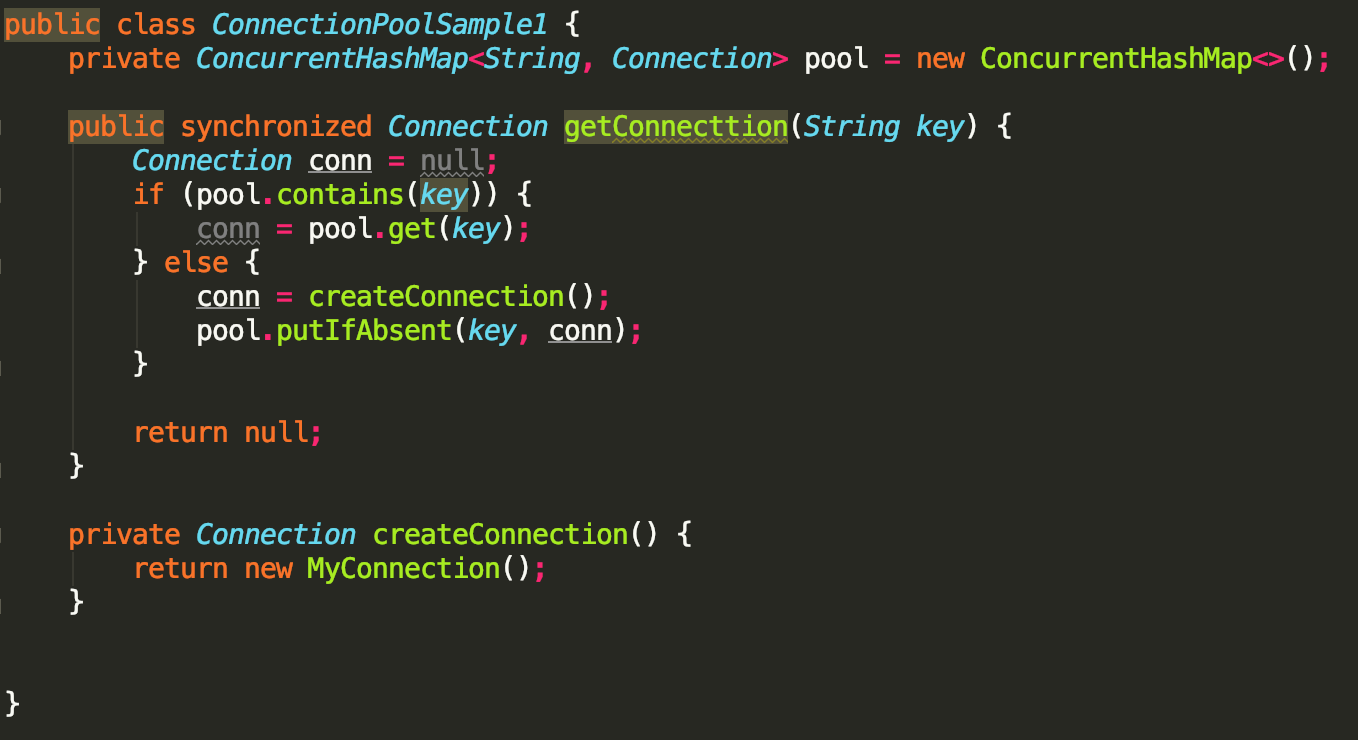 public class ConnectionPoolSample1 {
    private ConcurrentHashMap<String, Connection> pool = new ConcurrentHashMap<>();
    public synchronized Connection getConnecttion(String key) {
        Connection conn = null;
        if (pool.contains(key)) {
            conn = pool.get(key);
        } else {
            conn = createConnection();
            pool.putIfAbsent(key, conn);
        }
        return null;
    }
    private Connection createConnection() {
        return new MyConnection();
    }
}